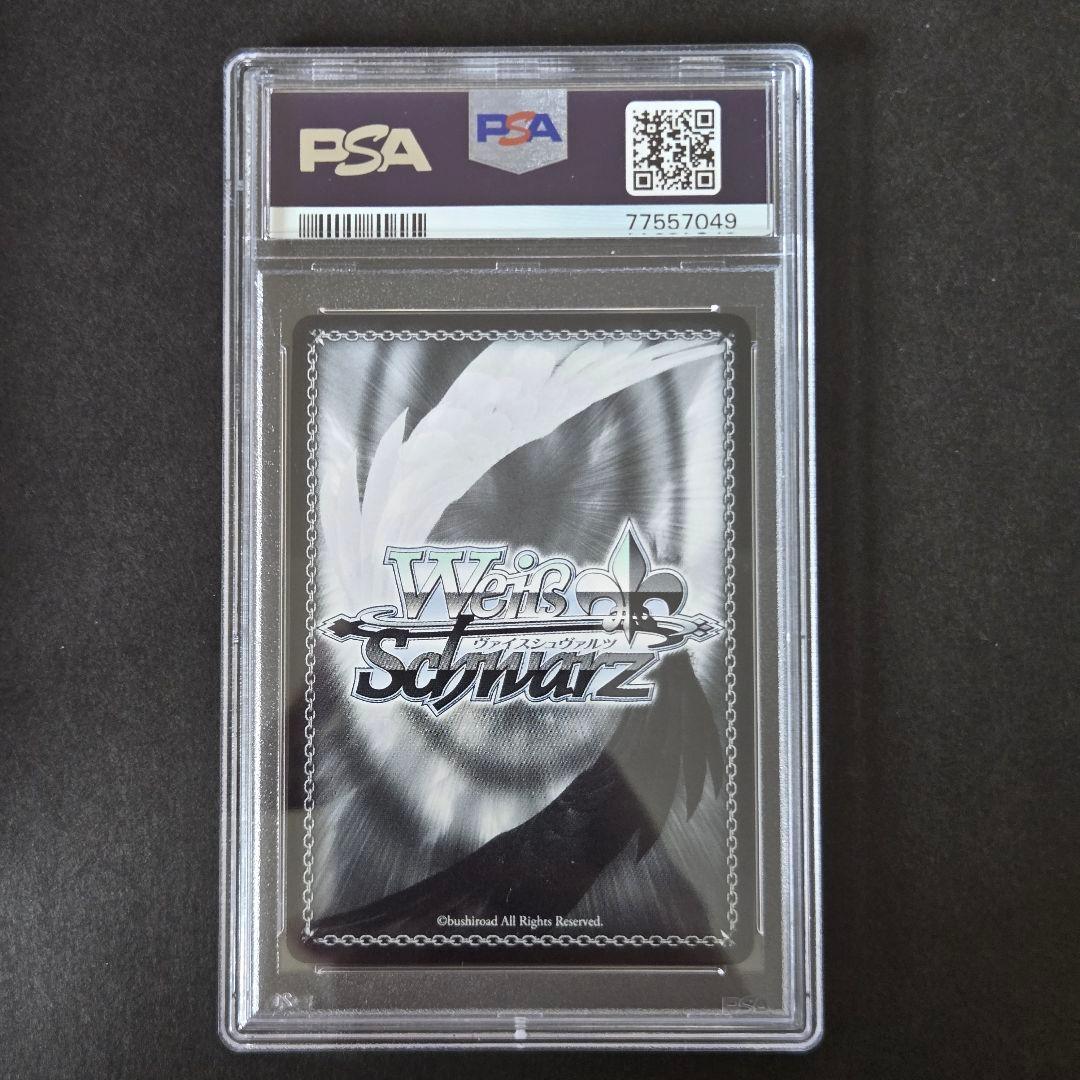 PSA
PSA
77557049
Weiß
ヴァイスシュヴァルツ
Schwarz
©bushiroad All Rights Reserved.
PSA